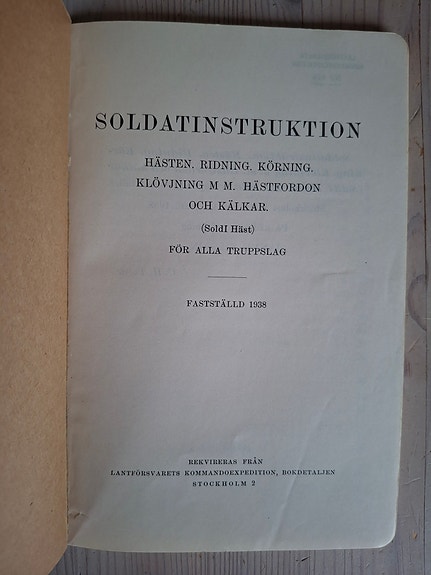 SOLDATINSTRUKTION
HÄSTEN. RIDNING. KÖRNING.
KLÖVJNING M M. HÄSTFORDON
OCH KÄLKAR.
(SoldI Häst)
FÖR ALLA TRUPPSLAG
FASTSTÄLLD 1938
REKVIRERAS FRÅN
LANTFÖRSVARETS KOMMANDOEXPEDITION, BOKDETALJEN
STOCKHOLM 2